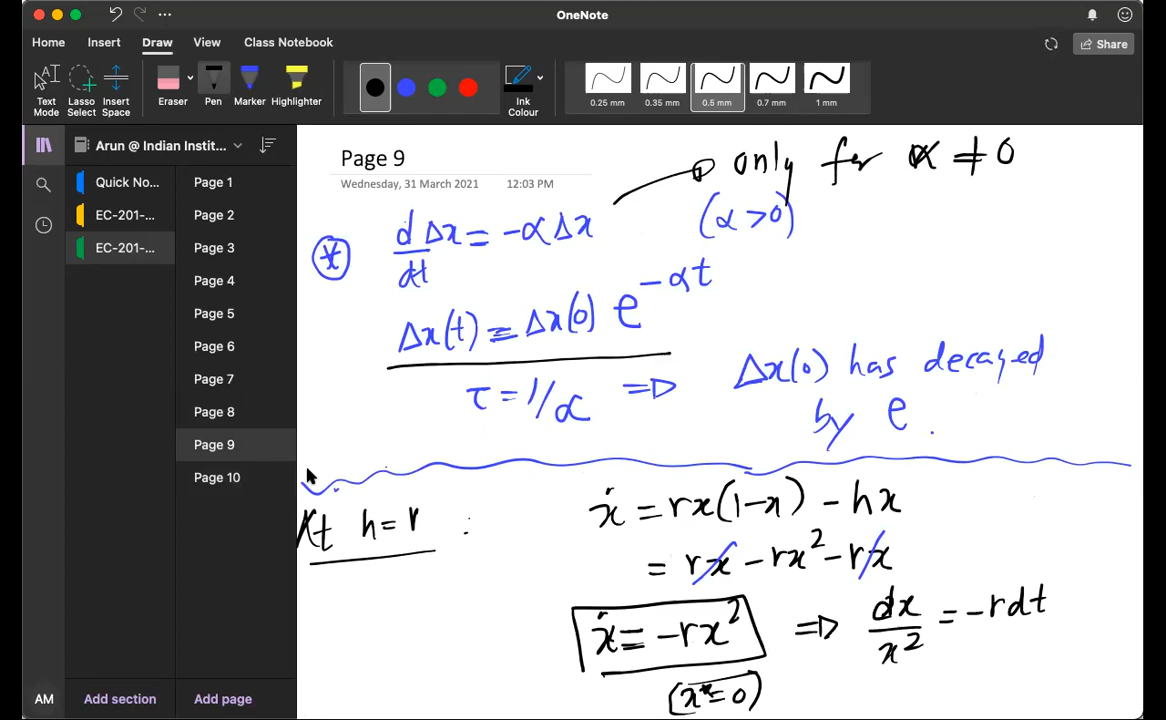 OneNote
Home Insert Draw View Class Notebook Share
Text Mode Lasso Select Insert Space Eraser Pen Marker Highlighter Ink Colour 0.25 mm 0.35 mm 0.5 mm 0.7 mm 1 mm
Arun @ Indian Instit...
Quick No...
EC-201-...
EC-201-...
Page 1
Page 2
Page 3
Page 4
Page 5
Page 6
Page 7
Page 8
Page 9
Page 10
AM Add section Add page
Page 9
Wednesday, 31 March 2021 12:03 PM
only for α ≠ 0
(α > 0)
* d/dt Δx = -αΔx
Δx(t) = Δx(0) e^{-αt}
τ = 1/α ⇒ Δx(0) has decayed
by e.
At h = r : ẋ = rx(1-x) - hx
= rx - rx² - rx
ẋ = -rx² ⇒ dx/x² = -rdt
(x* = 0)